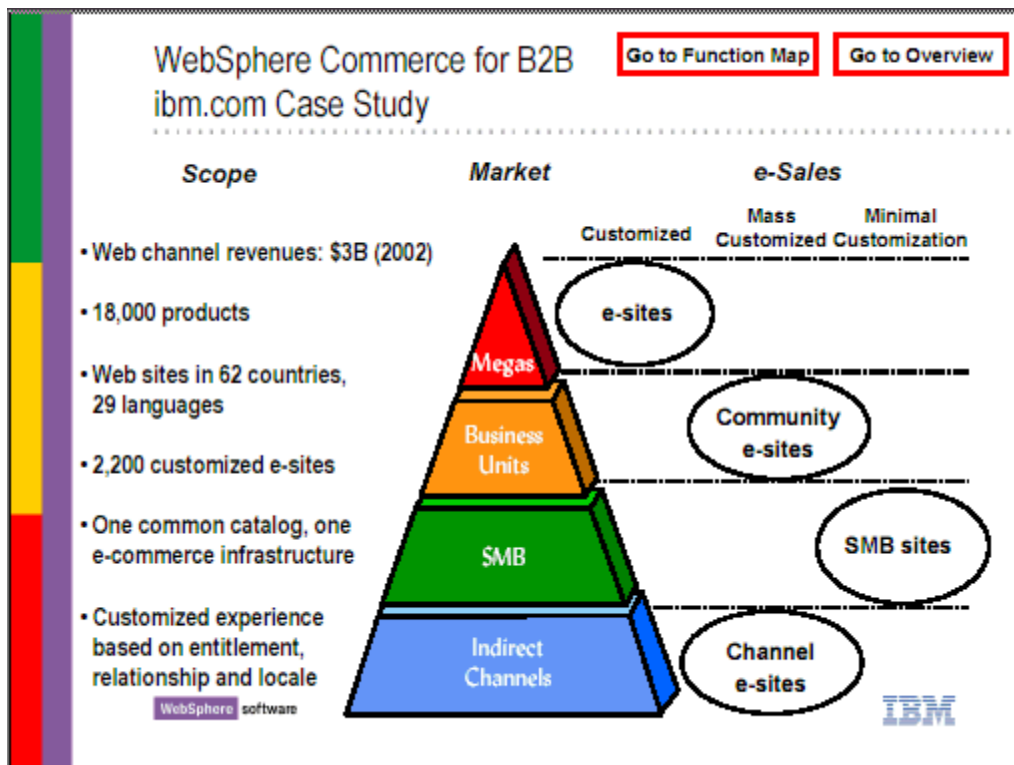 WebSphere Commerce for B2B
ibm.com Case Study
Go to Function Map
Go to Overview
Scope
Market
e-Sales
Customized
Mass
Customized
Minimal
Customization
• Web channel revenues: $3B (2002)
• 18,000 products
• Web sites in 62 countries,
29 languages
• 2,200 customized e-sites
• One common catalog, one
e-commerce infrastructure
• Customized experience
based on entitlement,
relationship and locale
Megas
Business
Units
SMB
Indirect
Channels
e-sites
Community
e-sites
SMB sites
Channel
e-sites
WebSphere software
IBM